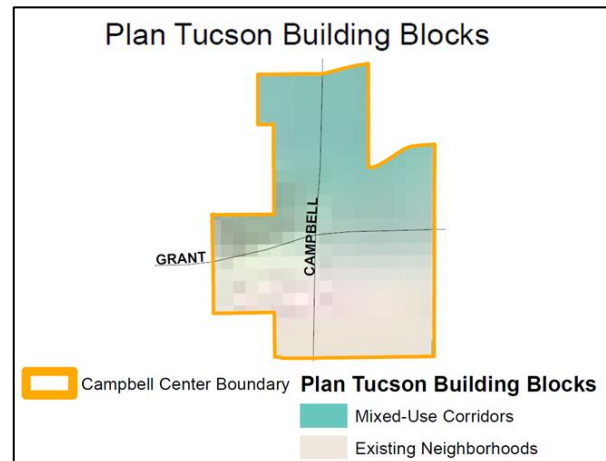 Plan Tucson Building Blocks
CAMPBELL
GRANT
Campbell Center Boundary
Plan Tucson Building Blocks
Mixed-Use Corridors
Existing Neighborhoods